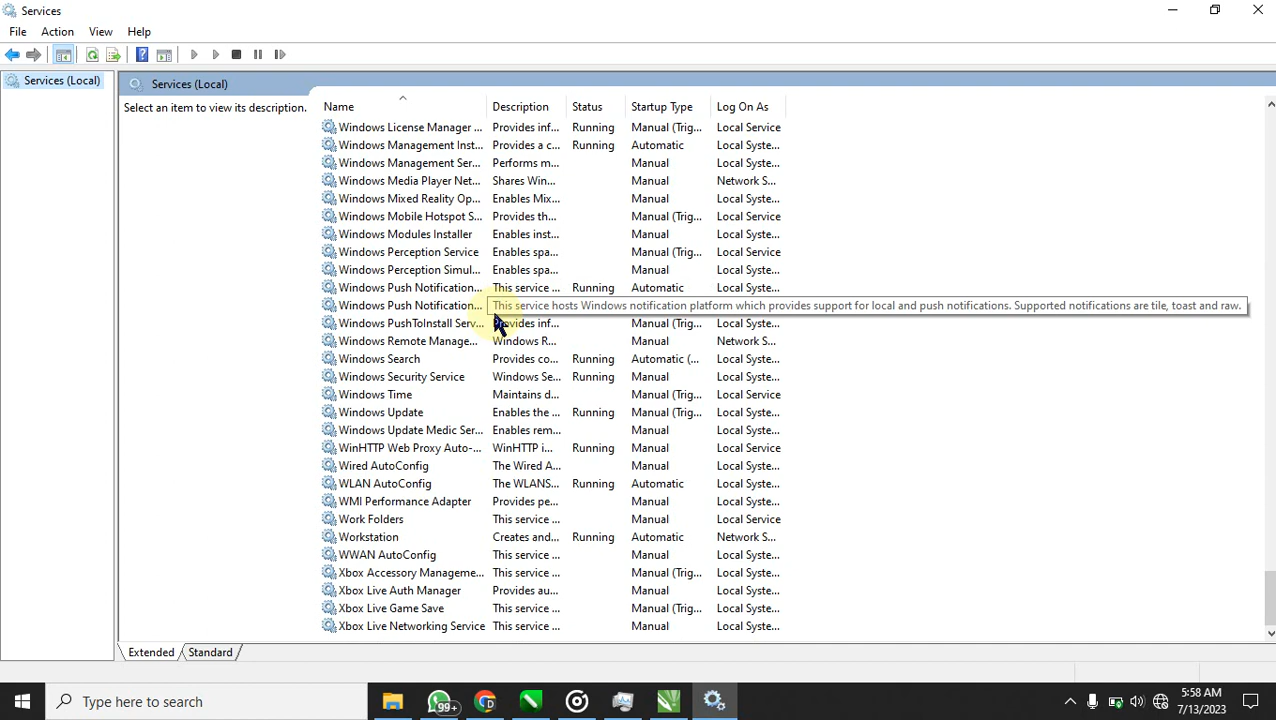 Services
File Action View Help
Services (Local)
Services (Local)
Select an item to view its description.
Name Description Status Startup Type Log On As
Windows License Manager ... Provides inf... Running Manual (Trig... Local Service
Windows Management Inst... Provides a c... Running Automatic Local Syste...
Windows Management Ser... Performs m... Manual Local Syste...
Windows Media Player Net... Shares Win... Manual Network S...
Windows Mixed Reality Op... Enables Mix... Manual Local Syste...
Windows Mobile Hotspot S... Provides th... Manual (Trig... Local Service
Windows Modules Installer Enables inst... Manual Local Syste...
Windows Perception Service Enables spa... Manual (Trig... Local Service
Windows Perception Simul... Enables spa... Manual Local Syste...
Windows Push Notification... This service ... Running Automatic Local Syste...
Windows Push Notification... This service hosts Windows notification platform which provides support for local and push notifications. Supported notifications are tile, toast and raw.
Windows PushToInstall Serv... Provides inf... Manual (Trig... Local Syste...
Windows Remote Manage... Windows R... Manual Network S...
Windows Search Provides co... Running Automatic (... Local Syste...
Windows Security Service Windows Se... Running Manual Local Syste...
Windows Time Maintains d... Manual (Trig... Local Service
Windows Update Enables the ... Running Manual (Trig... Local Syste...
Windows Update Medic Ser... Enables rem... Manual Local Syste...
WinHTTP Web Proxy Auto-... WinHTTP i... Running Manual Local Service
Wired AutoConfig The Wired A... Manual Local Syste...
WLAN AutoConfig The WLANS... Running Automatic Local Syste...
WMI Performance Adapter Provides pe... Manual Local Syste...
Work Folders This service ... Manual Local Service
Workstation Creates and... Running Automatic Network S...
WWAN AutoConfig This service ... Manual Local Syste...
Xbox Accessory Manageme... This service ... Manual (Trig... Local Syste...
Xbox Live Auth Manager Provides au... Manual Local Syste...
Xbox Live Game Save This service ... Manual (Trig... Local Syste...
Xbox Live Networking Service This service ... Manual Local Syste...
Extended Standard
Type here to search
99+
5:58 AM
7/13/2023